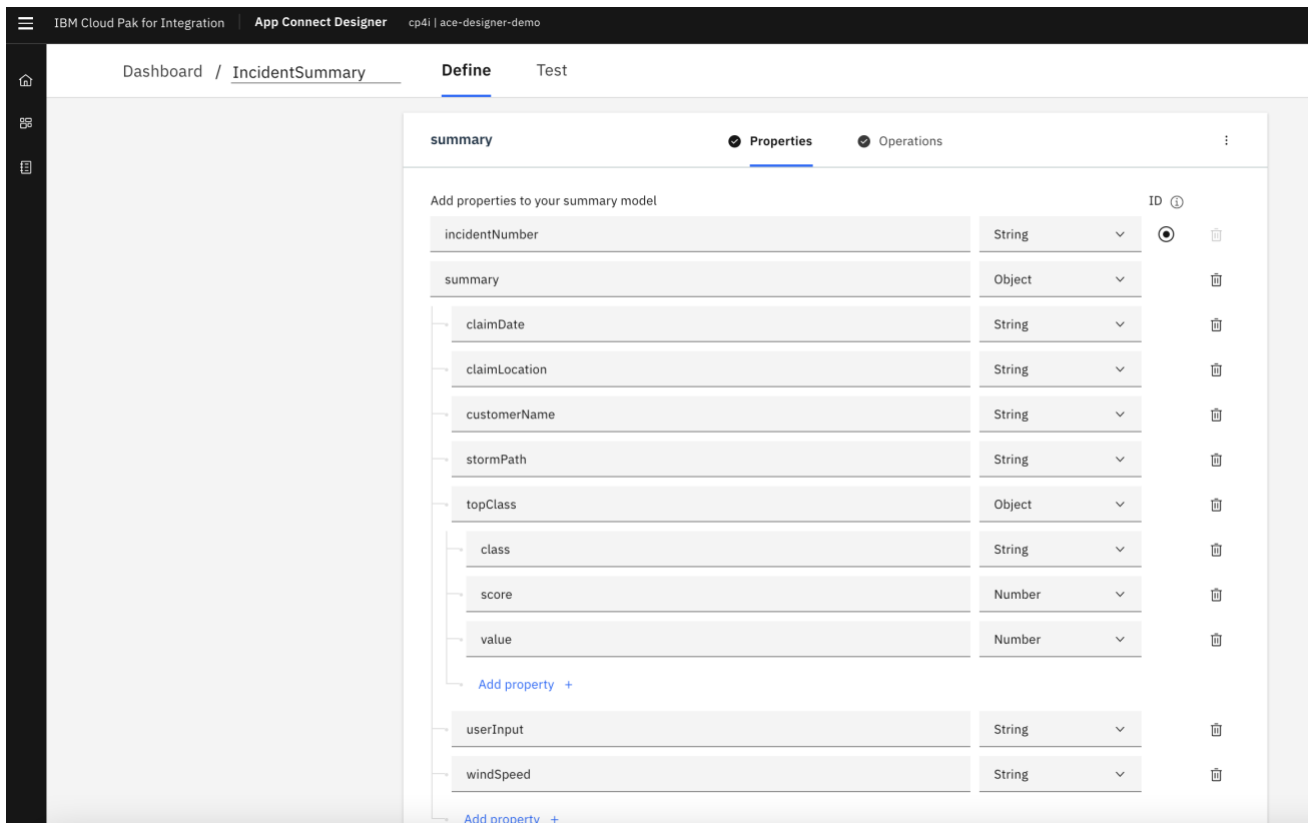 IBM Cloud Pak for Integration App Connect Designer cp4i | ace-designer-demo
Dashboard / IncidentSummary Define Test
summary Properties Operations
Add properties to your summary model ID
incidentNumber String
summary Object
claimDate String
claimLocation String
customerName String
stormPath String
topClass Object
class String
score Number
value Number
Add property +
userInput String
windSpeed String
Add property +